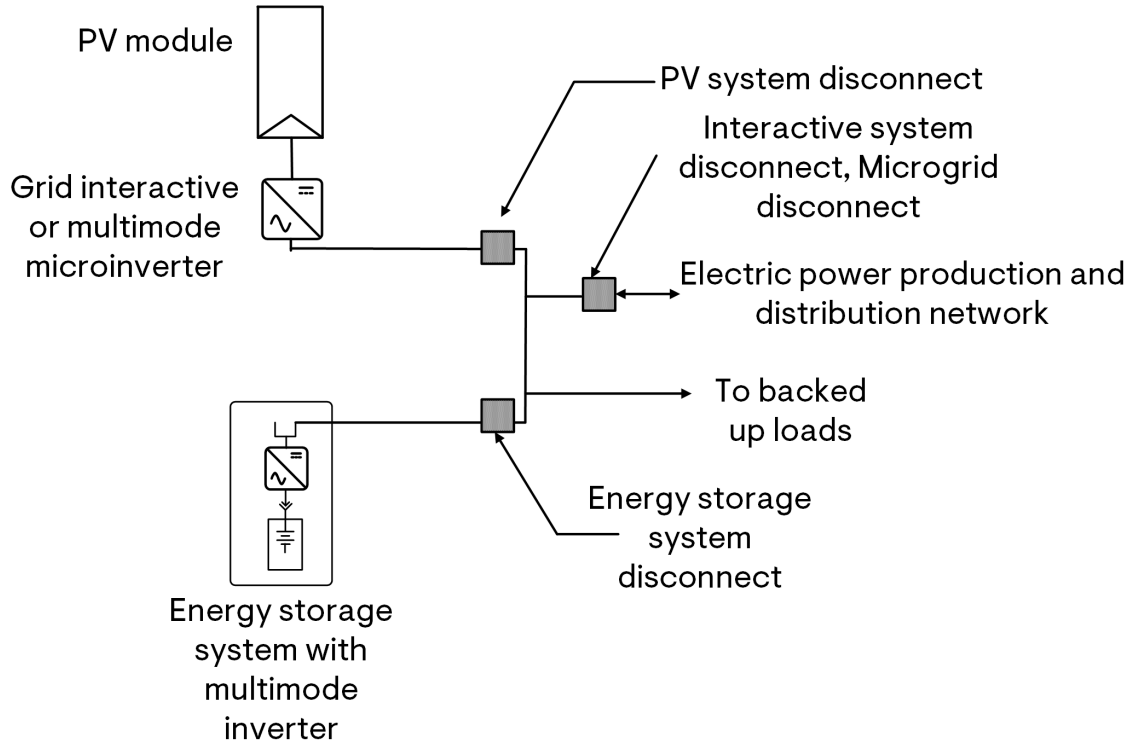 PV module
PV system disconnect
Interactive system
disconnect, Microgrid
disconnect
Grid interactive
or multimode
microinverter
Electric power production and
distribution network
To backed
up loads
Energy storage
system
disconnect
Energy storage
system with
multimode
inverter